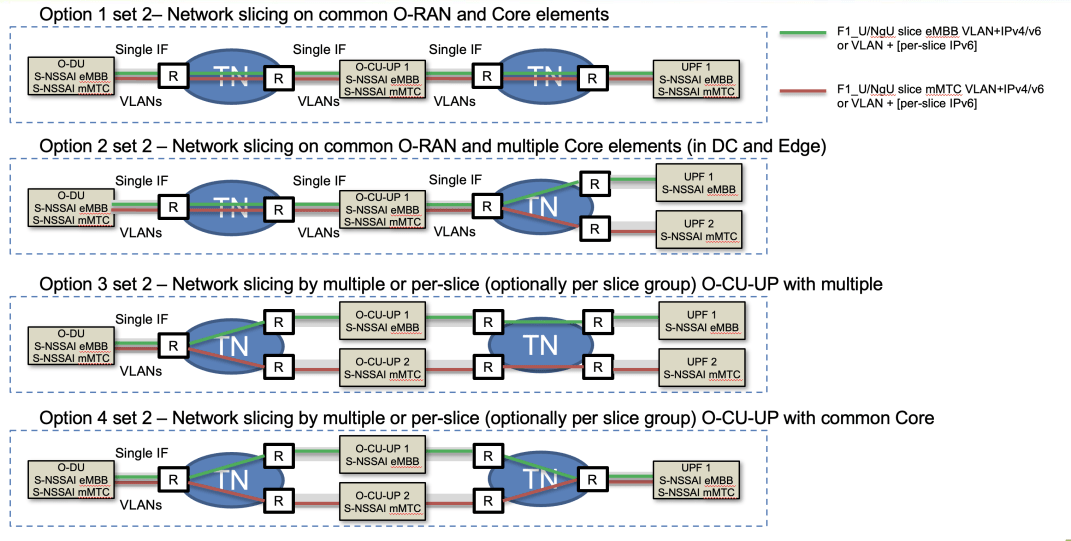 Option 1 set 2– Network slicing on common O-RAN and Core elements
F1_U/NgU slice eMBB VLAN+IPv4/v6
or VLAN + [per-slice IPv6]
F1_U/NgU slice mMTC VLAN+IPv4/v6
or VLAN + [per-slice IPv6]
Single IF
Single IF
Single IF
O-DU
S-NSSAI eMBB
S-NSSAI mMTC
R
TN
R
O-CU-UP 1
S-NSSAI eMBB
S-NSSAI mMTC
R
TN
R
UPF 1
S-NSSAI eMBB
S-NSSAI mMTC
VLANs
VLANs
VLANs
Option 2 set 2 – Network slicing on common O-RAN and multiple Core elements (in DC and Edge)
Single IF
Single IF
Single IF
O-DU
S-NSSAI eMBB
S-NSSAI mMTC
R
TN
R
O-CU-UP 1
S-NSSAI eMBB
S-NSSAI mMTC
R
TN
R
UPF 1
S-NSSAI eMBB
R
UPF 2
S-NSSAI mMTC
VLANs
VLANs
VLANs
Option 3 set 2 – Network slicing by multiple or per-slice (optionally per slice group) O-CU-UP with multiple
Single IF
O-DU
S-NSSAI eMBB
S-NSSAI mMTC
VLANs
R
TN
R
O-CU-UP 1
S-NSSAI eMBB
R
R
UPF 1
S-NSSAI eMBB
TN
R
O-CU-UP 2
S-NSSAI mMTC
R
R
UPF 2
S-NSSAI mMTC
Option 4 set 2 – Network slicing by multiple or per-slice (optionally per slice group) O-CU-UP with common Core
Single IF
O-DU
S-NSSAI eMBB
S-NSSAI mMTC
VLANs
R
TN
R
O-CU-UP 1
S-NSSAI eMBB
R
R
O-CU-UP 2
S-NSSAI mMTC
R
TN
R
UPF 1
S-NSSAI eMBB
S-NSSAI mMTC